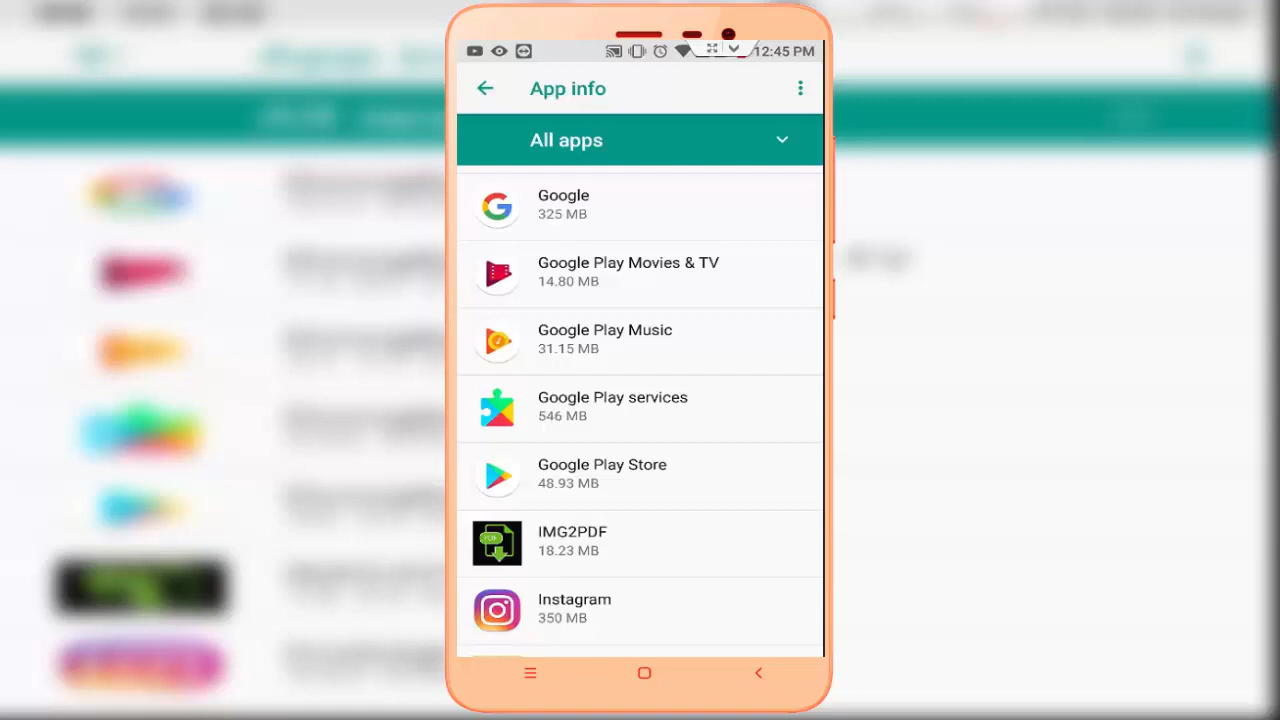 12:45 PM
App info
All apps
Google
325 MB
Google Play Movies & TV
14.80 MB
Google Play Music
31.15 MB
Google Play services
546 MB
Google Play Store
48.93 MB
PDF
IMG2PDF
18.23 MB
Instagram
350 MB